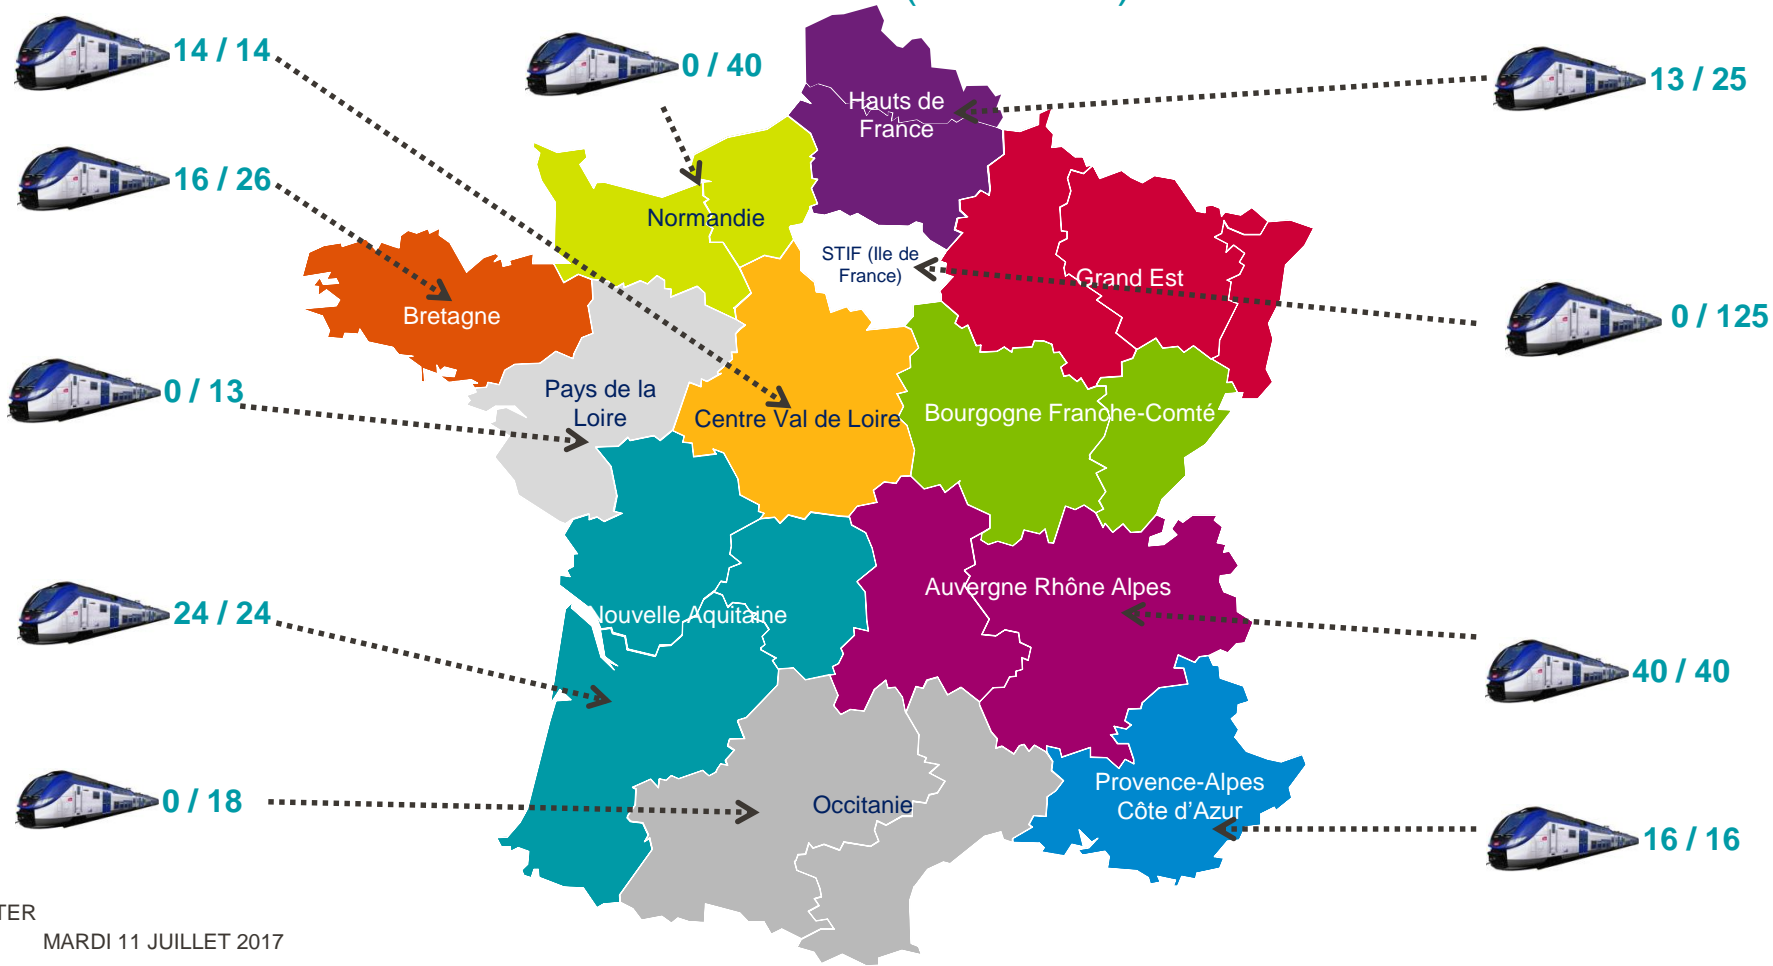 14 / 14
0 / 40
13 / 25
Hauts de
France
16 / 26
Normandie
STIF (Ile de
France)
Grand Est
Bretagne
0 / 125
0 / 13
Pays de la
Loire
Centre Val de Loire
Bourgogne Franche-Comté
Auvergne Rhône Alpes
24 / 24
Nouvelle Aquitaine
40 / 40
Provence-Alpes
Côte d'Azur
0 / 18
Occitanie
16 / 16
TER
MARDI 11 JUILLET 2017